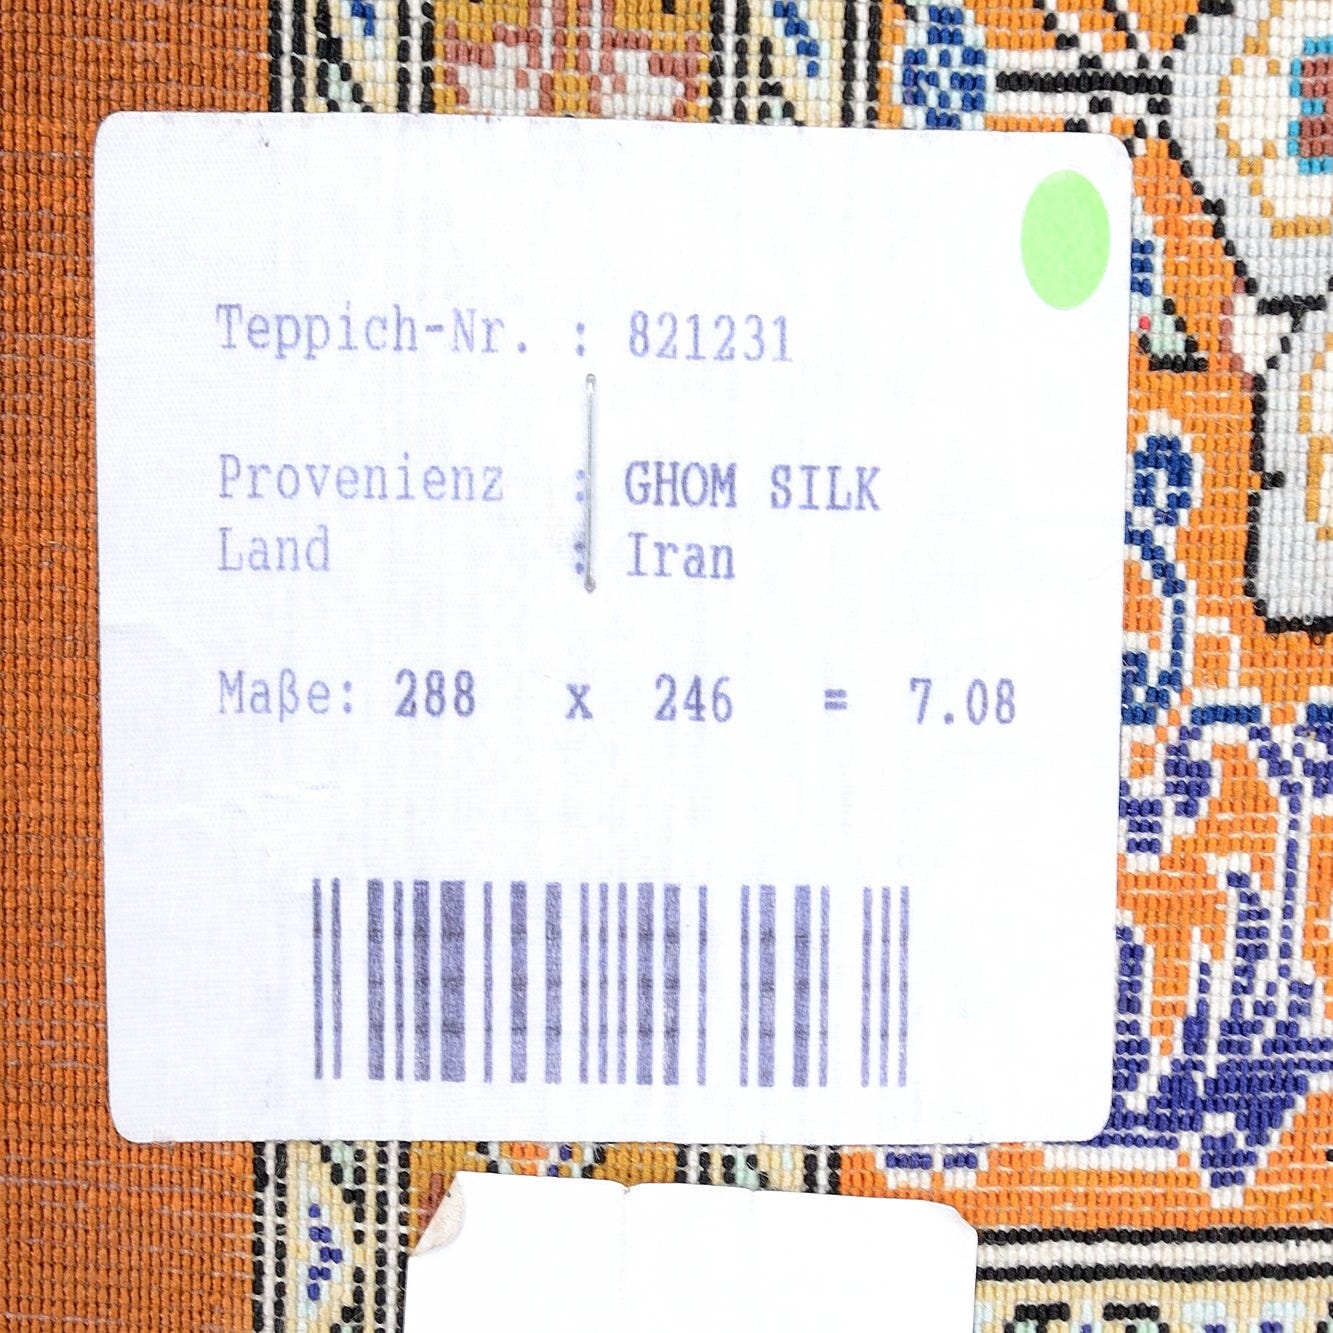 Teppich-Nr. : 821231
Provenienz : GHOM SILK
Land : Iran
Maße: 288 x 246 = 7.08